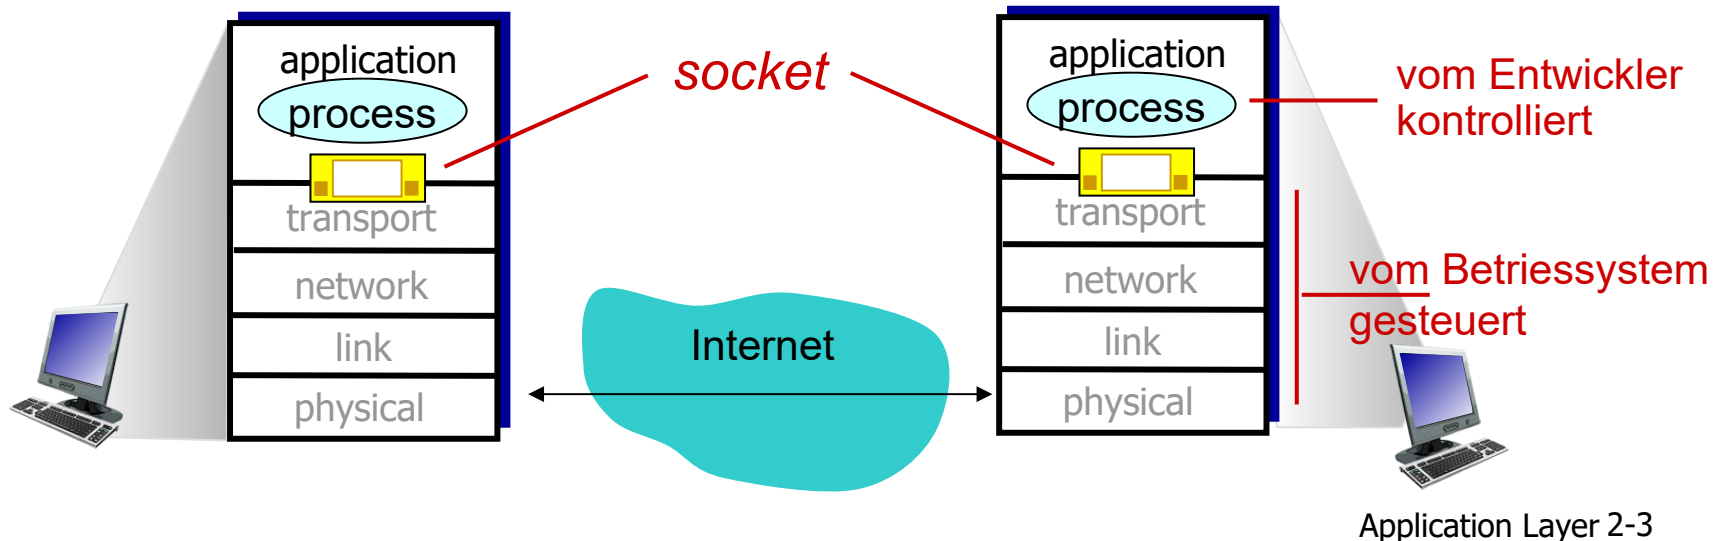 application
process
transport
network
link
physical
socket
Internet
application
process
transport
network
link
physical
vom Entwickler
kontrolliert
vom Betriessystem
gesteuert
Application Layer 2-3